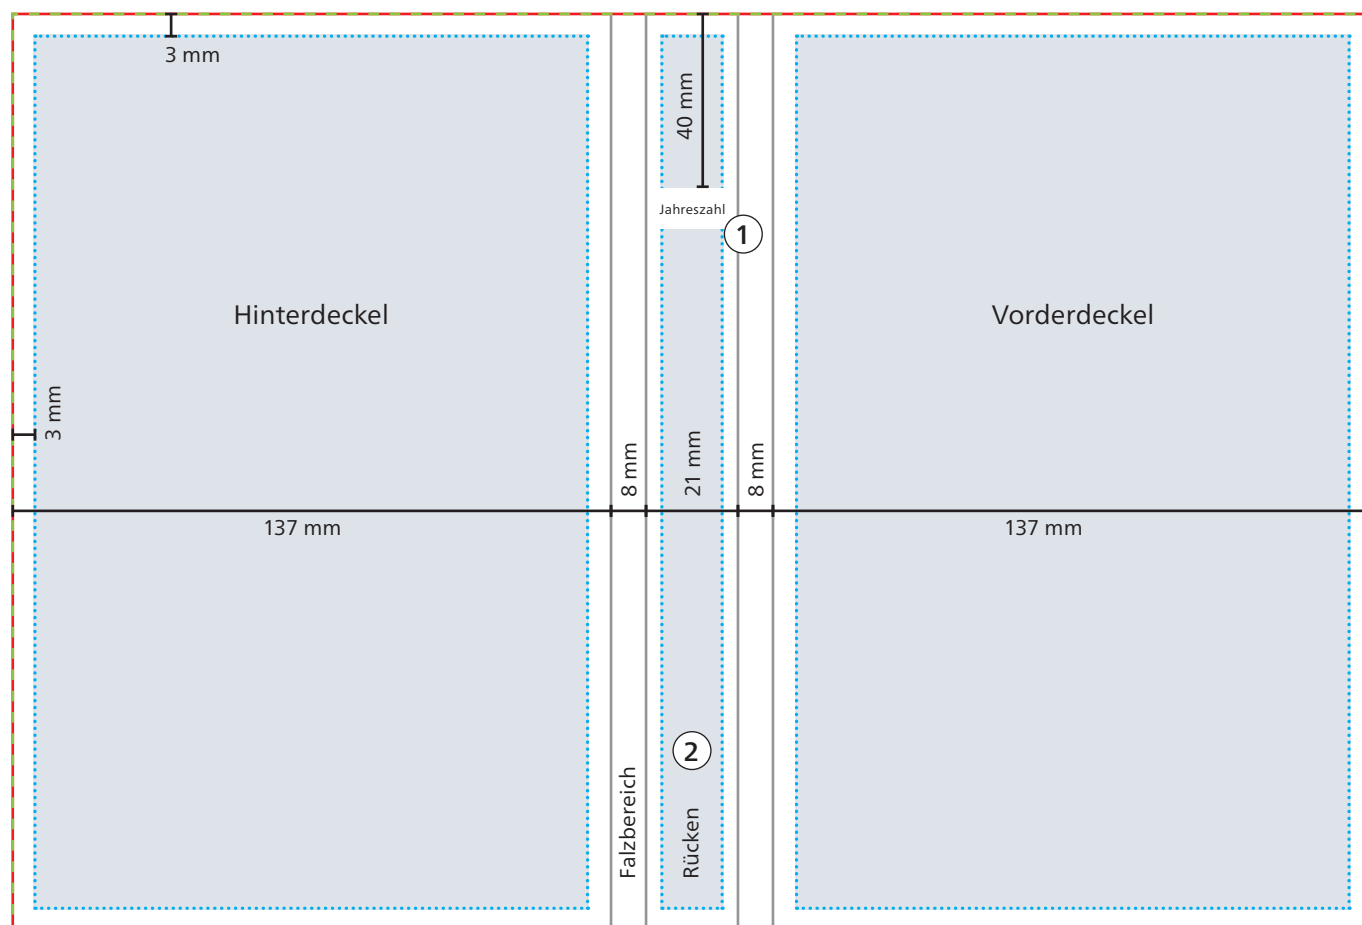 3 mm
40 mm
Jahreszahl
1
Hinterdeckel
Vorderdeckel
3 mm
8 mm
21 mm
8 mm
137 mm
137 mm
2
Falzbereich
Rücken